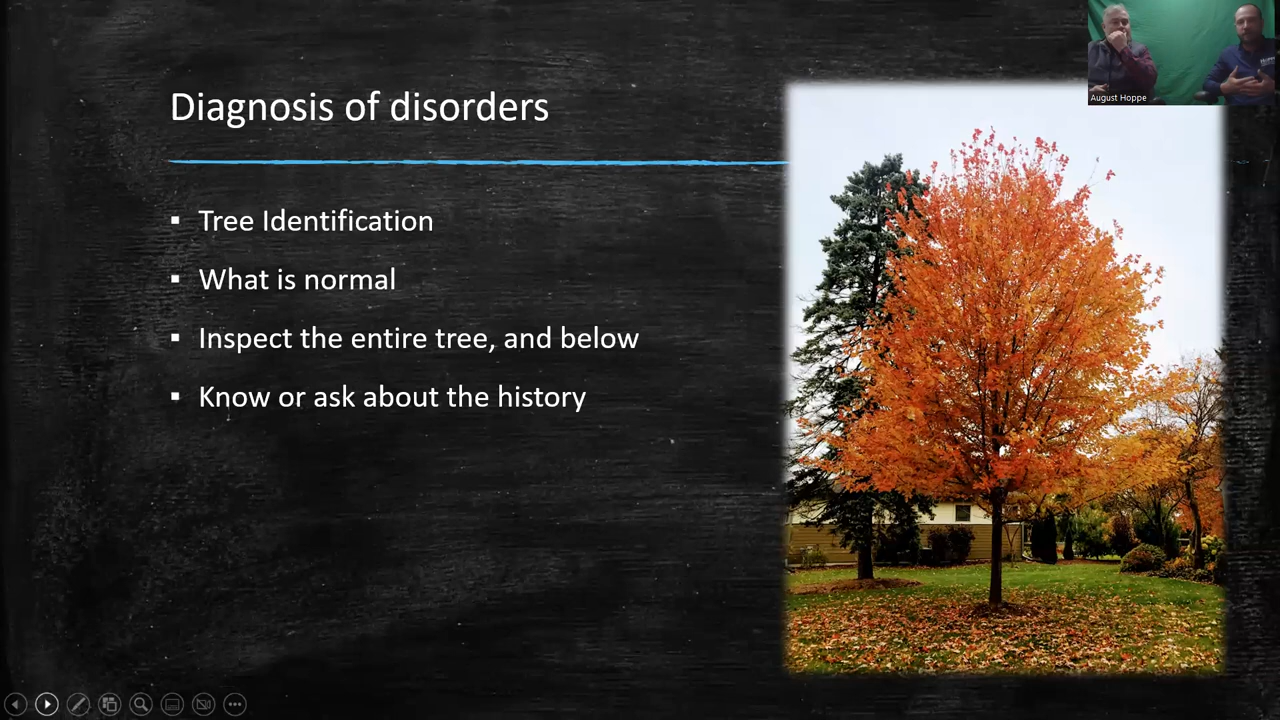 Diagnosis of disorders
August Hoppe
▪ Tree Identification
▪ What is normal
▪ Inspect the entire tree, and below
▪ Know or ask about the history